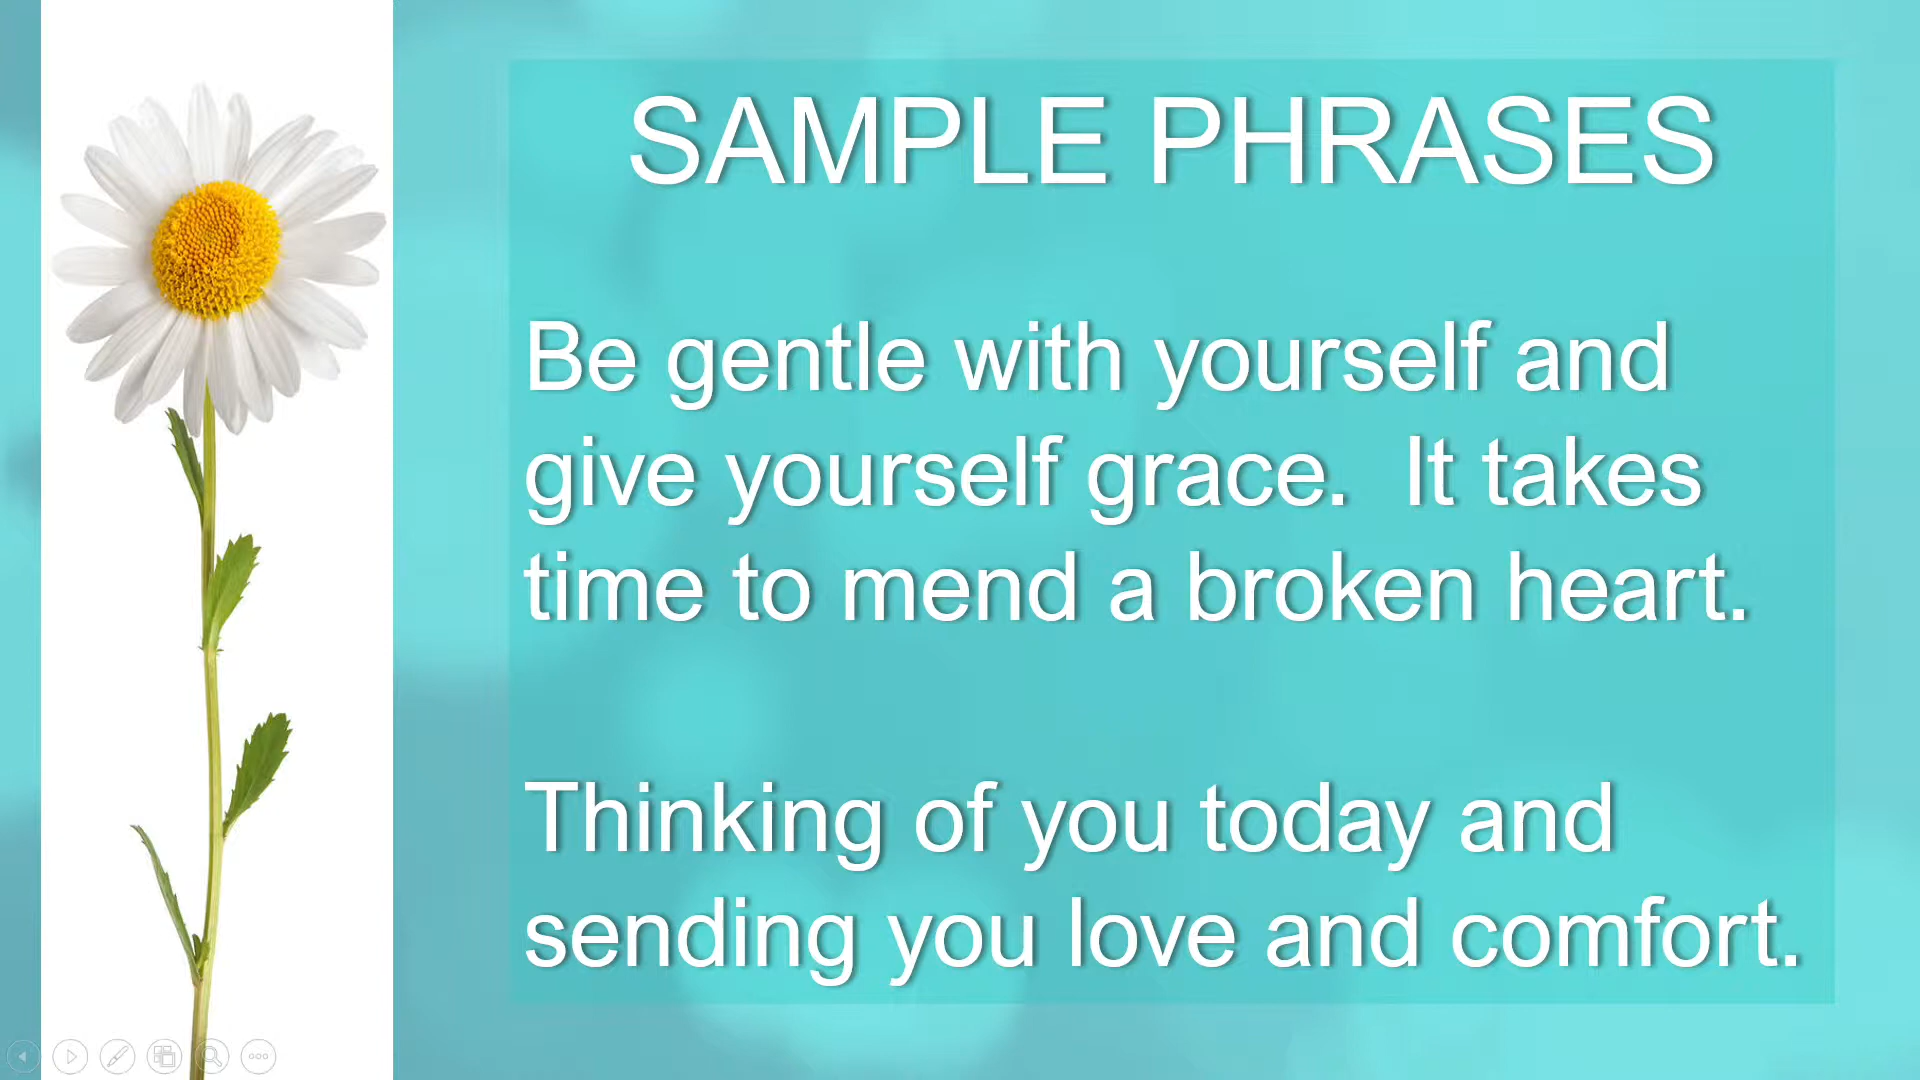 SAMPLE PHRASES
Be gentle with yourself and
give yourself grace.  It takes
time to mend a broken heart.
Thinking of you today and
sending you love and comfort.